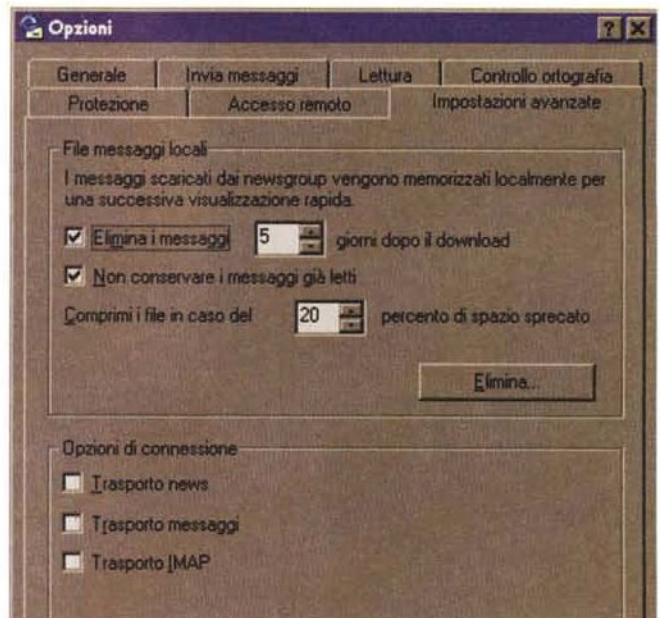 Opzioni
Generale Invia messaggi Lettura Controllo ortografia
Protezione Accesso remoto Impostazioni avanzate
File messaggi locali
I messaggi scaricati dai newsgroup vengono memorizzati localmente per
una successiva visualizzazione rapida.
Elimina i messaggi 5 giorni dopo il download
Non conservare i messaggi già letti
Comprimi i file in caso del 20 percento di spazio sprecato
Elimina...
Opzioni di connessione
Trasporto news
Trasporto messaggi
Trasporto IMAP